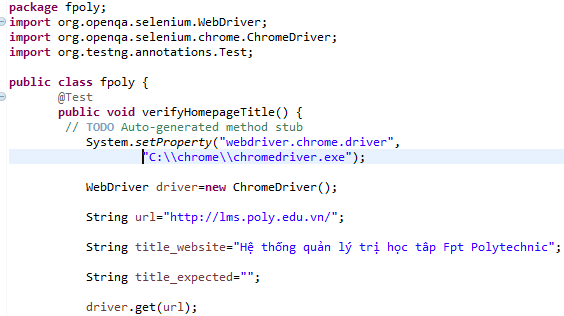 package fpoly;
import org.openqa.selenium.WebDriver;
import org.openqa.selenium.chrome.ChromeDriver;
import org.testng.annotations.Test;
public class fpoly {
@Test
public void verifyHomepageTitle() {
// TODO Auto-generated method stub
System.setProperty("webdriver.chrome.driver",
"C:\\chrome\\chromedriver.exe");
WebDriver driver=new ChromeDriver();
String url="http://lms.poly.edu.vn/";
String title_website="Hệ thống quản lý trị học tâp Fpt Polytechnic";
String title_expected="";
driver.get(url);